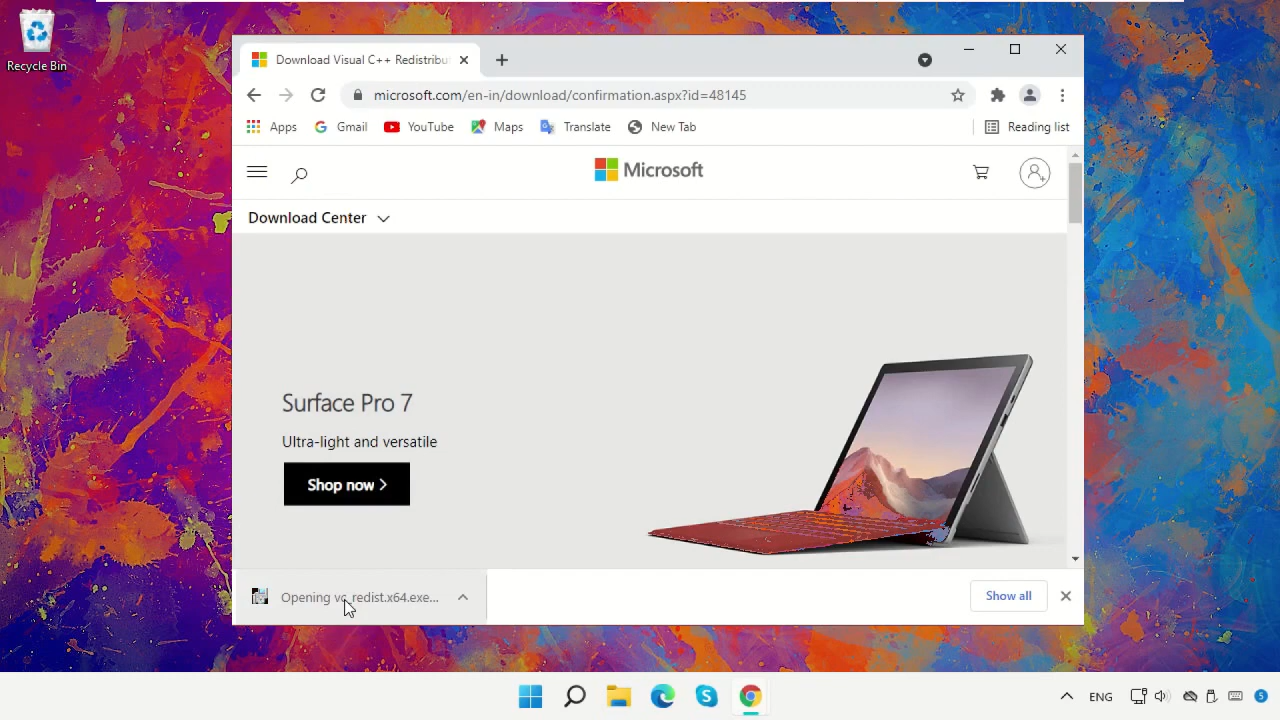 Recycle Bin
Download Visual C++ Redistribu
microsoft.com/en-in/download/confirmation.aspx?id=48145
Apps Gmail YouTube Maps Translate New Tab Reading list
Microsoft
Download Center
Surface Pro 7
Ultra-light and versatile
Shop now
Opening vc_redist.x64.exe...
Show all
ENG 5